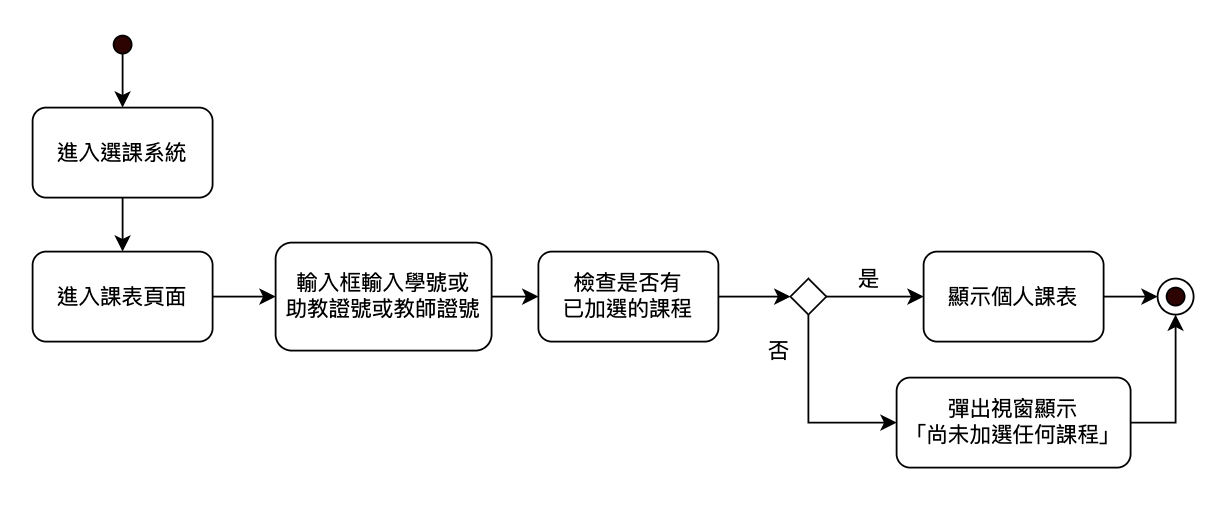 進入選課系統
進入課表頁面
輸入框輸入學號或
助教證號或教師證號
檢查是否有
已加選的課程
是
顯示個人課表
否
彈出視窗顯示
「尚未加選任何課程」